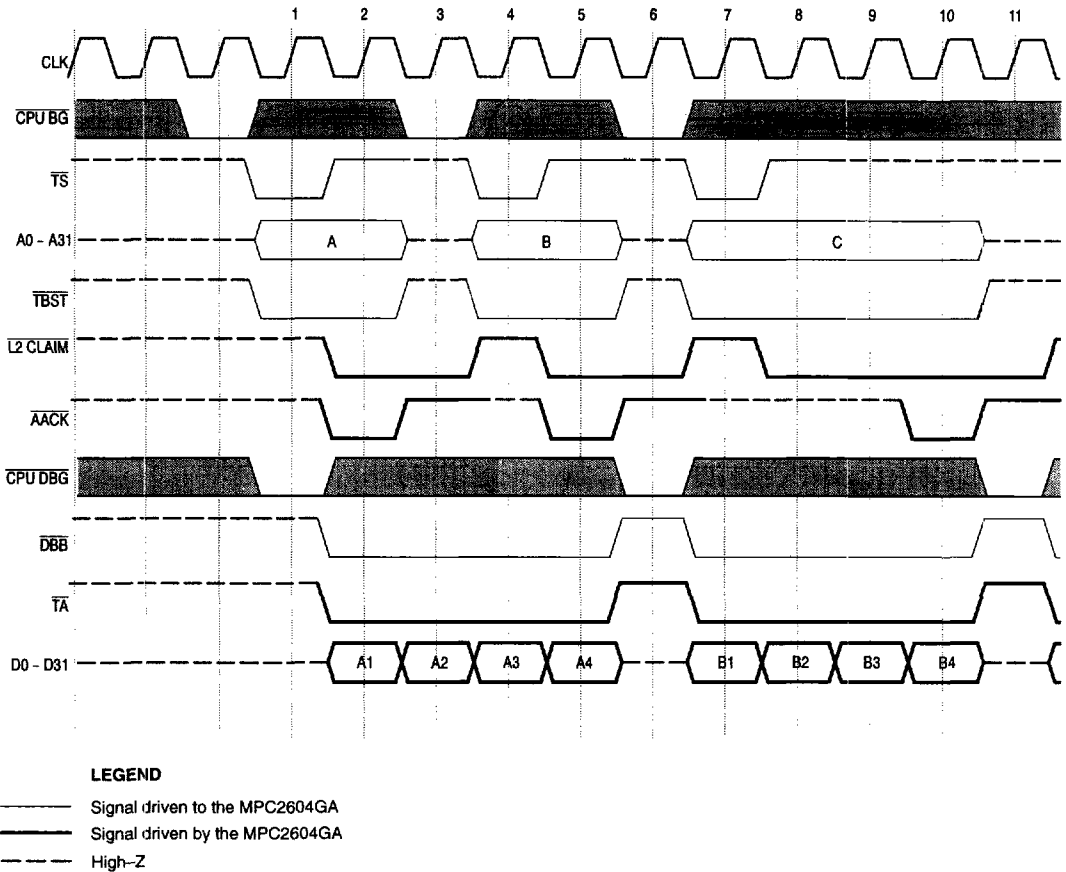 1 2 3 4 5 6 7 8 9 10 11
CLK
CPU BG
TS
A0 – A31 A B C
TBST
L2 CLAIM
AACK
CPU DBG
DBB
TA
D0 – D31 A1 A2 A3 A4 B1 B2 B3 B4
LEGEND
Signal driven to the MPC2604GA
Signal driven by the MPC2604GA
High–Z